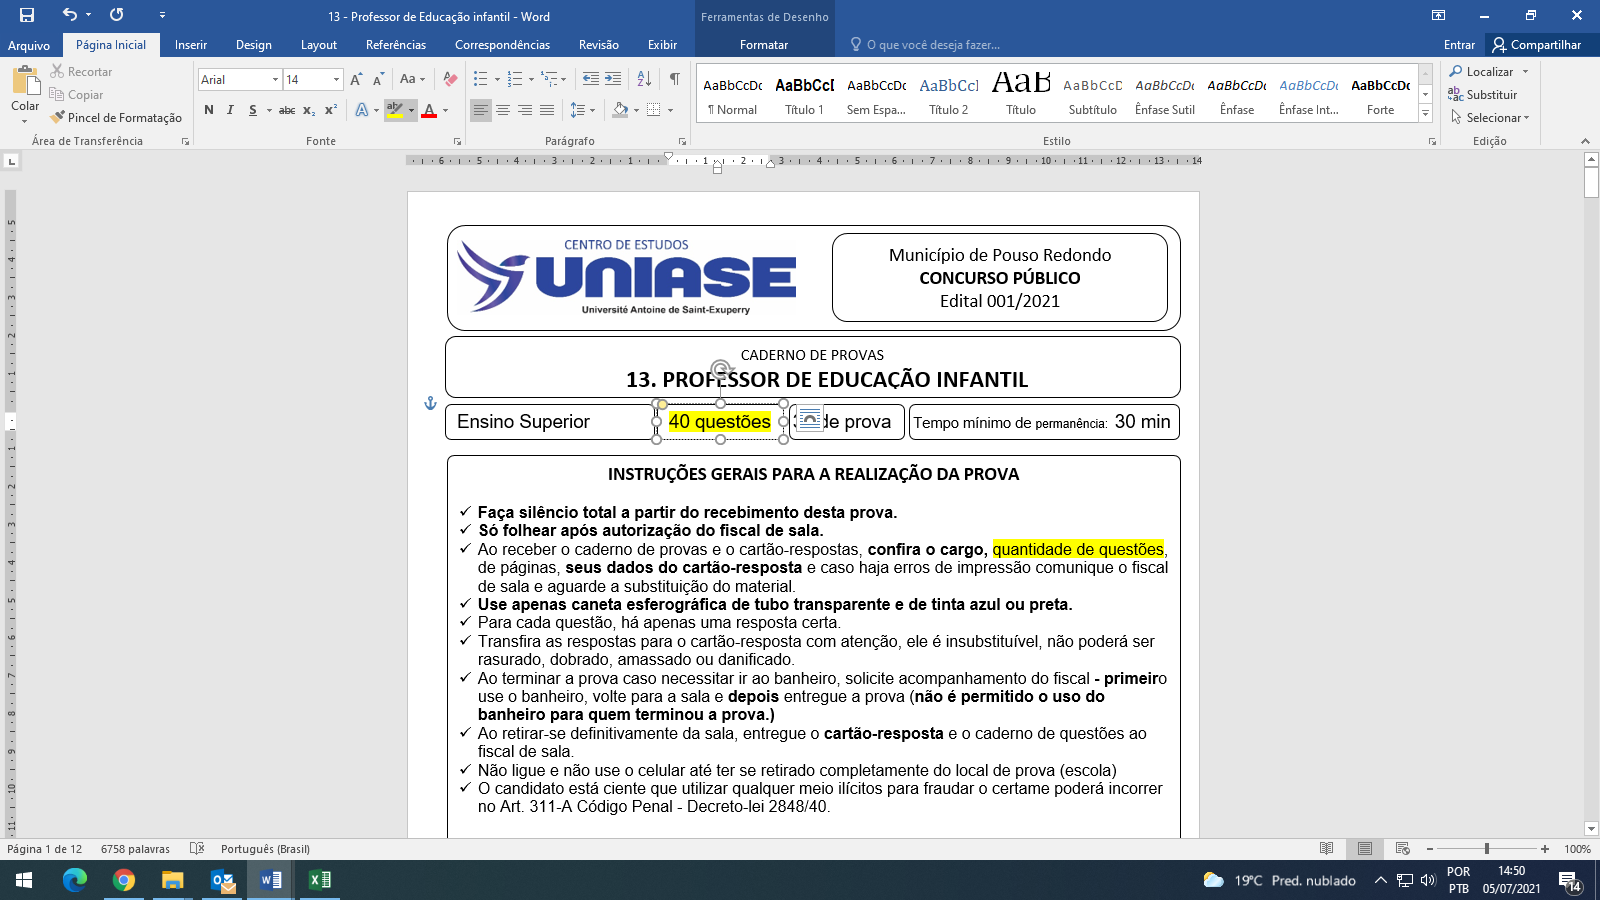 13 - Professor de Educação infantil - Word
Ferramentas de Desenho
Arquivo
Página Inicial
Inserir
Design
Layout
Referências
Correspondências
Revisão
Exibir
Formatar
O que você deseja fazer...
Entrar
Compartilhar
Colar
Recortar
Copiar
Pincel de Formatação
Área de Transferência
Arial
14
Fonte
Parágrafo
AaBbCcDc
¶ Normal
AaBbCcD
Título 1
AaBbCcDc
Sem Espa...
AaBbCcI
Título 2
AaB
Título
AaBbCcD
Subtítulo
AaBbCcDc
Ênfase Sutil
AaBbCcDc
Ênfase
AaBbCcDc
Ênfase Int...
AaBbCcDc
Forte
Estilo
Localizar
Substituir
Selecionar
Edição
CENTRO DE ESTUDOS
UNIASE
Université Antoine de Saint-Exuperry
Município de Pouso Redondo
CONCURSO PÚBLICO
Edital 001/2021
CADERNO DE PROVAS
13. PROFESSOR DE EDUCAÇÃO INFANTIL
Ensino Superior
40 questões
de prova
Tempo mínimo de permanência: 30 min
INSTRUÇÕES GERAIS PARA A REALIZAÇÃO DA PROVA
✓ Faça silêncio total a partir do recebimento desta prova.
✓ Só folhear após autorização do fiscal de sala.
✓ Ao receber o caderno de provas e o cartão-respostas, confira o cargo, quantidade de questões,
de páginas, seus dados do cartão-resposta e caso haja erros de impressão comunique o fiscal
de sala e aguarde a substituição do material.
✓ Use apenas caneta esferográfica de tubo transparente e de tinta azul ou preta.
✓ Para cada questão, há apenas uma resposta certa.
✓ Transfira as respostas para o cartão-resposta com atenção, ele é insubstituível, não poderá ser
rasurado, dobrado, amassado ou danificado.
✓ Ao terminar a prova caso necessitar ir ao banheiro, solicite acompanhamento do fiscal - primeiro
use o banheiro, volte para a sala e depois entregue a prova (não é permitido o uso do
banheiro para quem terminou a prova.)
✓ Ao retirar-se definitivamente da sala, entregue o cartão-resposta e o caderno de questões ao
fiscal de sala.
✓ Não ligue e não use o celular até ter se retirado completamente do local de prova (escola)
✓ O candidato está ciente que utilizar qualquer meio ilícitos para fraudar o certame poderá incorrer
no Art. 311-A Código Penal - Decreto-lei 2848/40.
Página 1 de 12
6758 palavras
Português (Brasil)
100%
19°C Pred. nublado
POR
PTB
14:50
05/07/2021
14